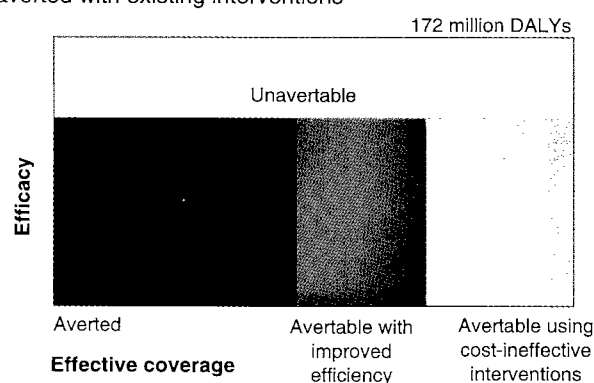 averted with existing interventions
172 million DALYs
Unavertable
Efficacy
Averted
Avertable with
improved
efficiency
Avertable using
cost-ineffective
interventions
Effective coverage